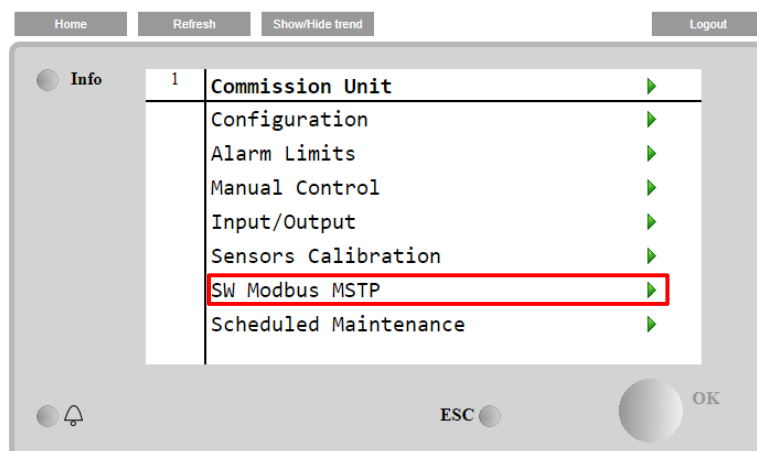 Home Refresh Show/Hide trend Logout
Info
1 Commission Unit
Configuration
Alarm Limits
Manual Control
Input/Output
Sensors Calibration
SW Modbus MSTP
Scheduled Maintenance
ESC OK